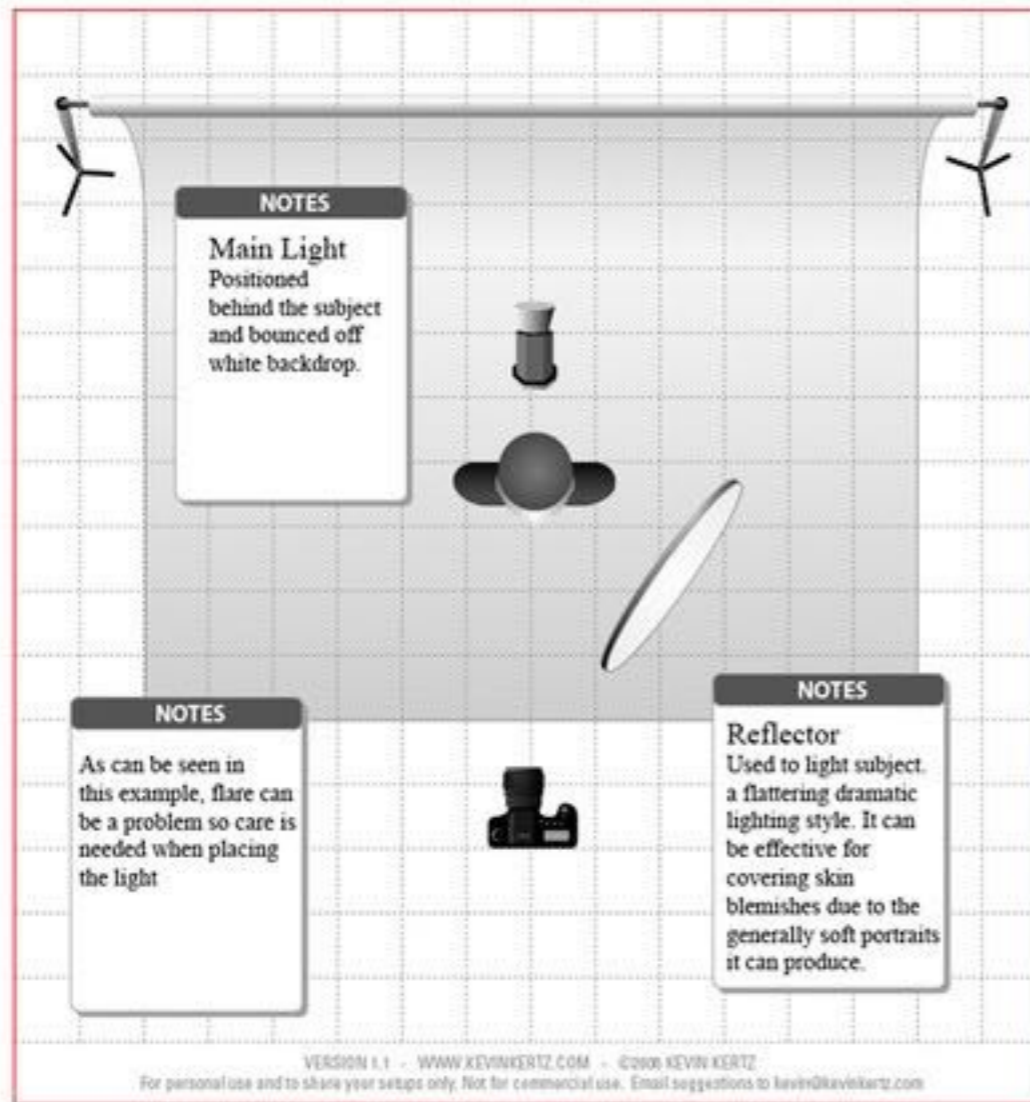 NOTES
Main Light
Positioned
behind the subject
and bounced off
white backdrop.
NOTES
As can be seen in
this example, flare can
be a problem so care is
needed when placing
the light
NOTES
Reflector
Used to light subject.
a flattering dramatic
lighting style. It can
be effective for
covering skin
blemishes due to the
generally soft portraits
it can produce.
VERSION 1.1 - WWW.KEVINKERTZ.COM - ©2006 KEVIN KERTZ
For personal use and to share your setups only. Not for commercial use. Email suggestions to kevin@kevinkertz.com